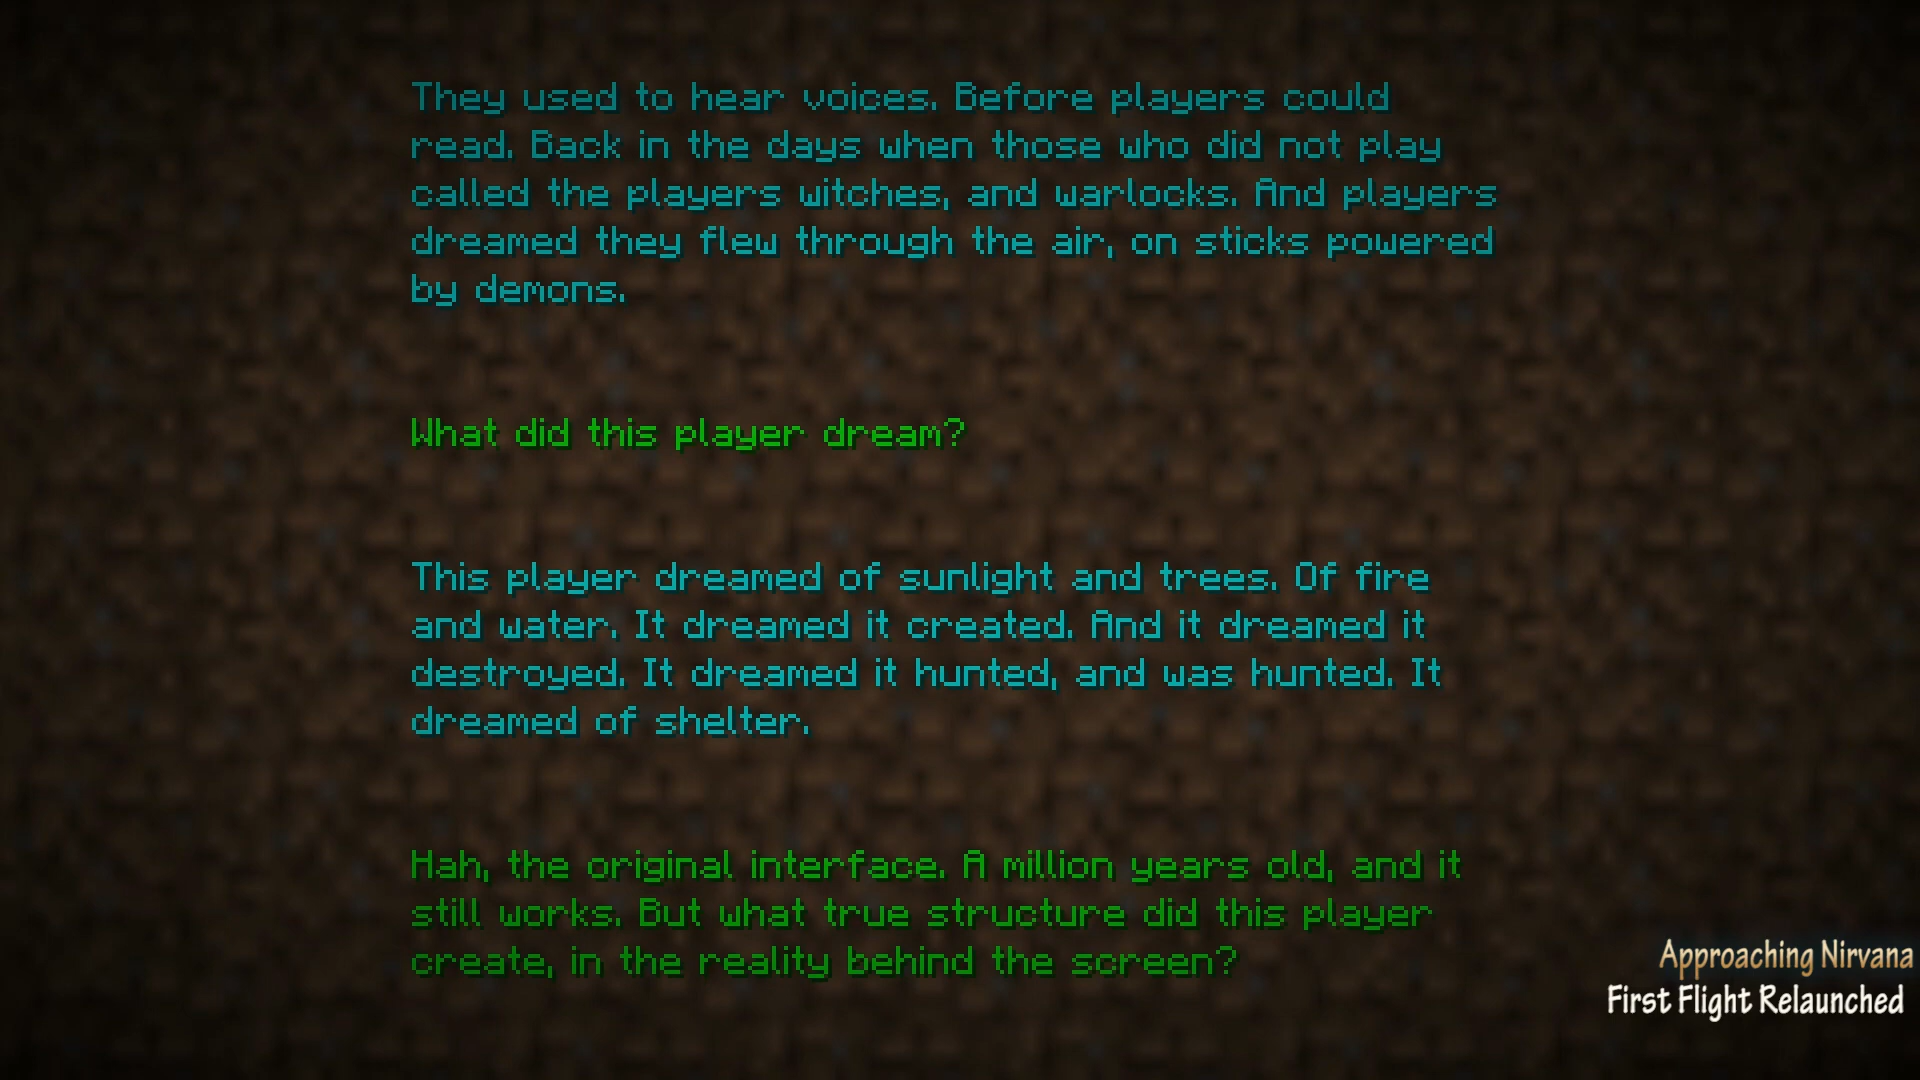 They used to hear voices. Before players could
read. Back in the days when those who did not play
called the players witches, and warlocks. And players
dreamed they flew through the air, on sticks powered
by demons.
What did this player dream?
This player dreamed of sunlight and trees. Of fire
and water. It dreamed it created. And it dreamed it
destroyed. It dreamed it hunted, and was hunted. It
dreamed of shelter.
Hah, the original interface. A million years old, and it
still works. But what true structure did this player
create, in the reality behind the screen?
Approaching Nirvana
First Flight Relaunched